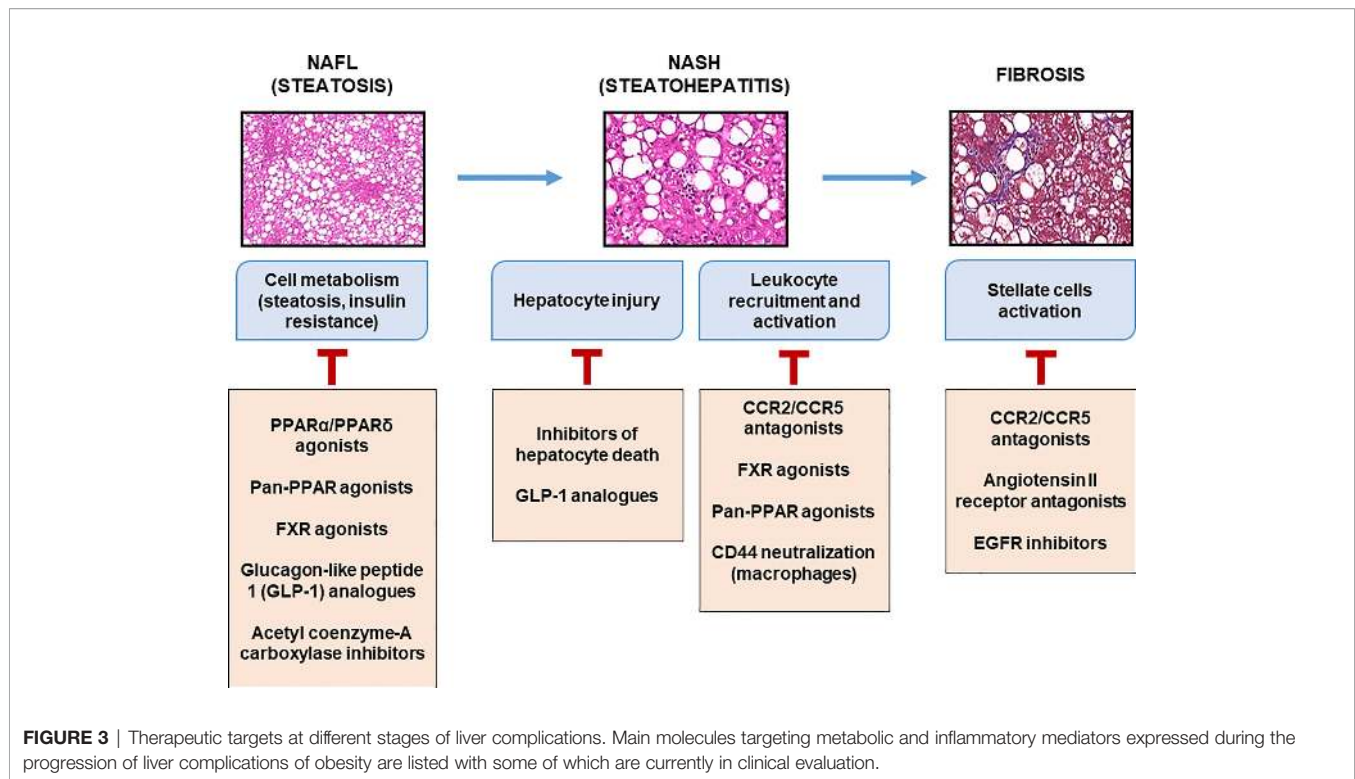 NAFL
(STEATOSIS)
NASH
(STEATOHEPATITIS)
FIBROSIS
Cell metabolism
(steatosis, insulin
resistance)
Hepatocyte injury
Leukocyte
recruitment and
activation
Stellate cells
activation
PPARα/PPARδ
agonists
Pan-PPAR agonists
FXR agonists
Glucagon-like peptide
1 (GLP-1) analogues
Acetyl coenzyme-A
carboxylase inhibitors
Inhibitors of
hepatocyte death
GLP-1 analogues
CCR2/CCR5
antagonists
FXR agonists
Pan-PPAR agonists
CD44 neutralization
(macrophages)
CCR2/CCR5
antagonists
Angiotensin II
receptor antagonists
EGFR inhibitors
FIGURE 3 | Therapeutic targets at different stages of liver complications. Main molecules targeting metabolic and inflammatory mediators expressed during the
progression of liver complications of obesity are listed with some of which are currently in clinical evaluation.